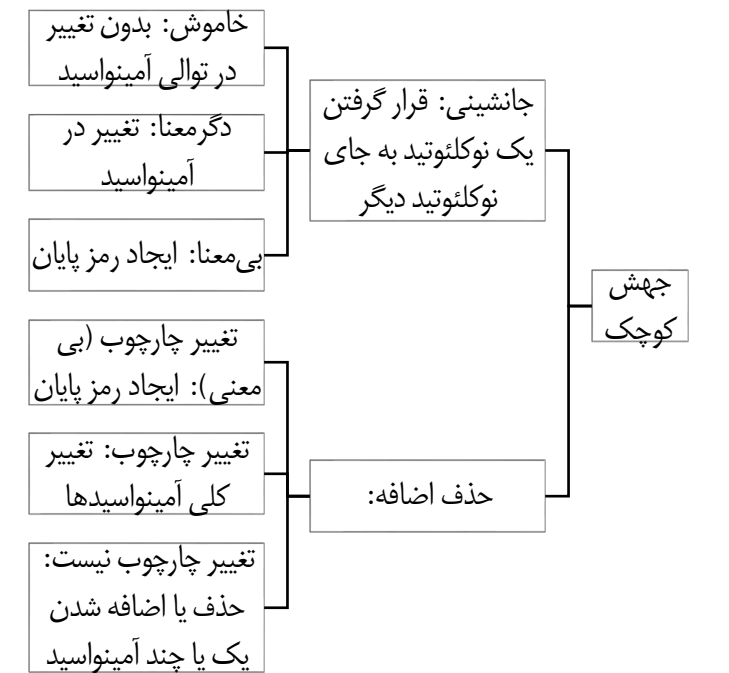 جهش
کوچک
جانشینی: قرار گرفتن
یک نوکلئوتید به جای
نوکلئوتید دیگر
خاموش: بدون تغییر
در توالی آمینواسید
دگرمعنا: تغییر در
آمینواسید
بی‌معنا: ایجاد رمز پایان
حذف اضافه:
تغییر چارچوب (بی
معنی): ایجاد رمز پایان
تغییر چارچوب: تغییر
کلی آمینواسیدها
تغییر چارچوب نیست:
حذف یا اضافه شدن
یک یا چند آمینواسید